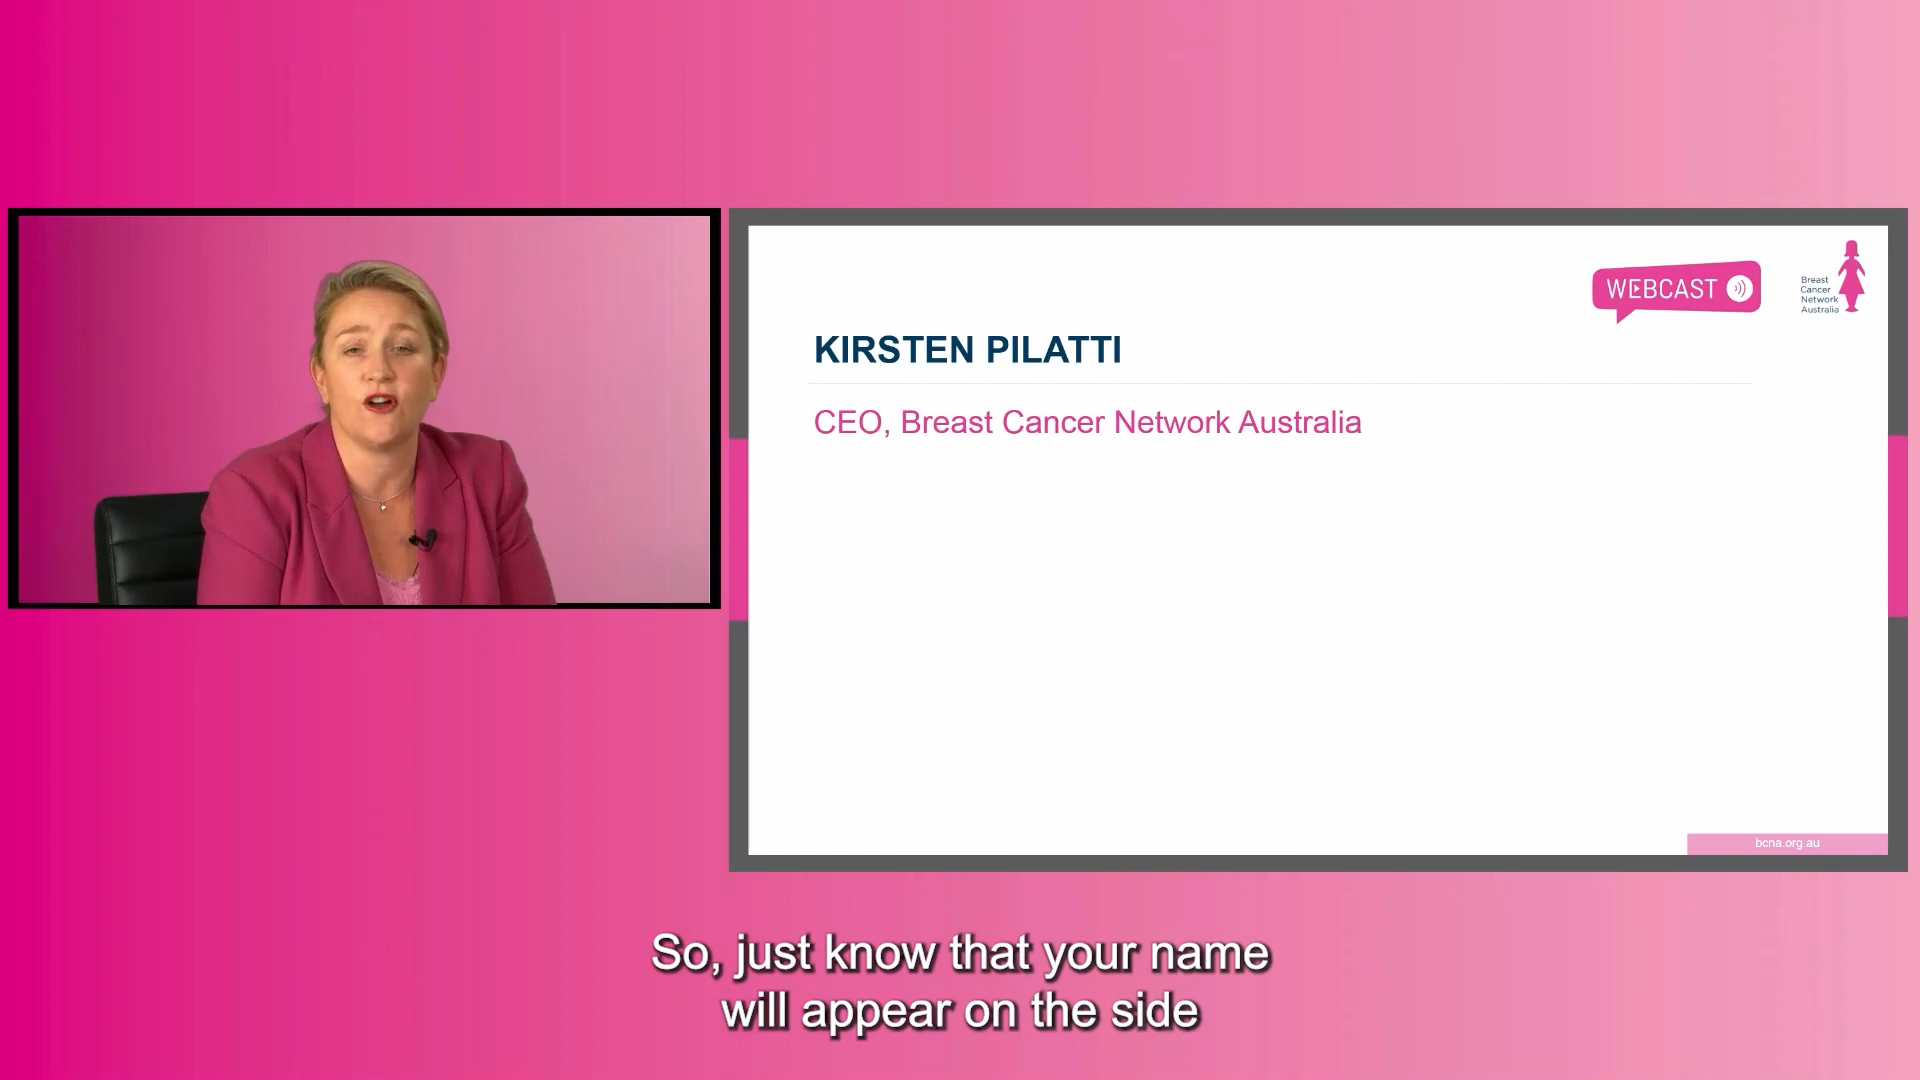 WEBCAST
Breast
Cancer
Network
Australia
KIRSTEN PILATTI
CEO, Breast Cancer Network Australia
bcna.org.au
So, just know that your name
will appear on the side